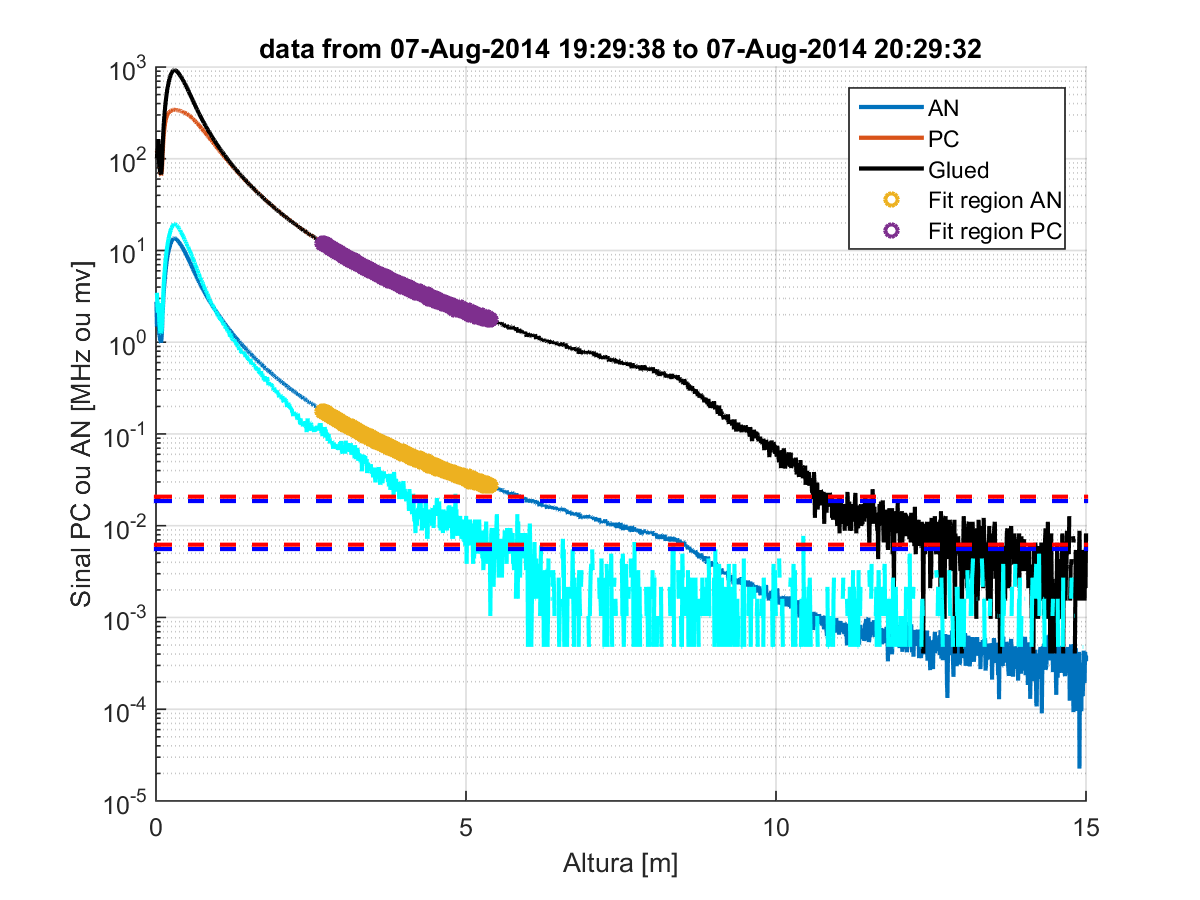 data from 07-Aug-2014 19:29:38 to 07-Aug-2014 20:29:32
Sinal PC ou AN [MHz ou mv]
10^3
10^2
10^1
10^0
10^-1
10^-2
10^-3
10^-4
10^-5
AN
PC
Glued
Fit region AN
Fit region PC
0 5 10 15
Altura [m]